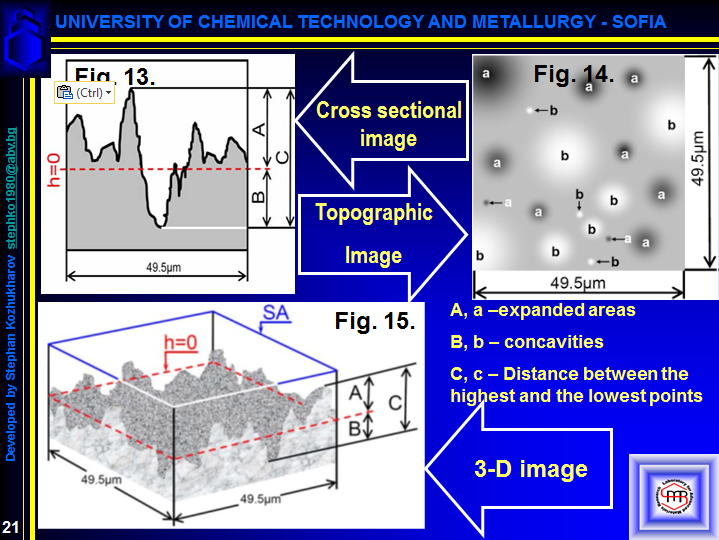 UNIVERSITY OF CHEMICAL TECHNOLOGY AND METALLURGY - SOFIA
Developed by Stephan Kozhukharov stephko1980@abv.bg
Fig. 13.
(Ctrl)
h=0
A
B
C
49.5µm
Cross sectional
image
Topographic
Image
Fig. 14.
a
a
a
b
b
b
a
a
a
b
a
b
a
b
b
a
a
b
b
b
49.5µm
49.5µm
A, a –expanded areas
B, b – concavities
C, c – Distance between the
highest and the lowest points
Fig. 15.
SA
h=0
A
B
C
49.5µm
49.5µm
3-D image
21